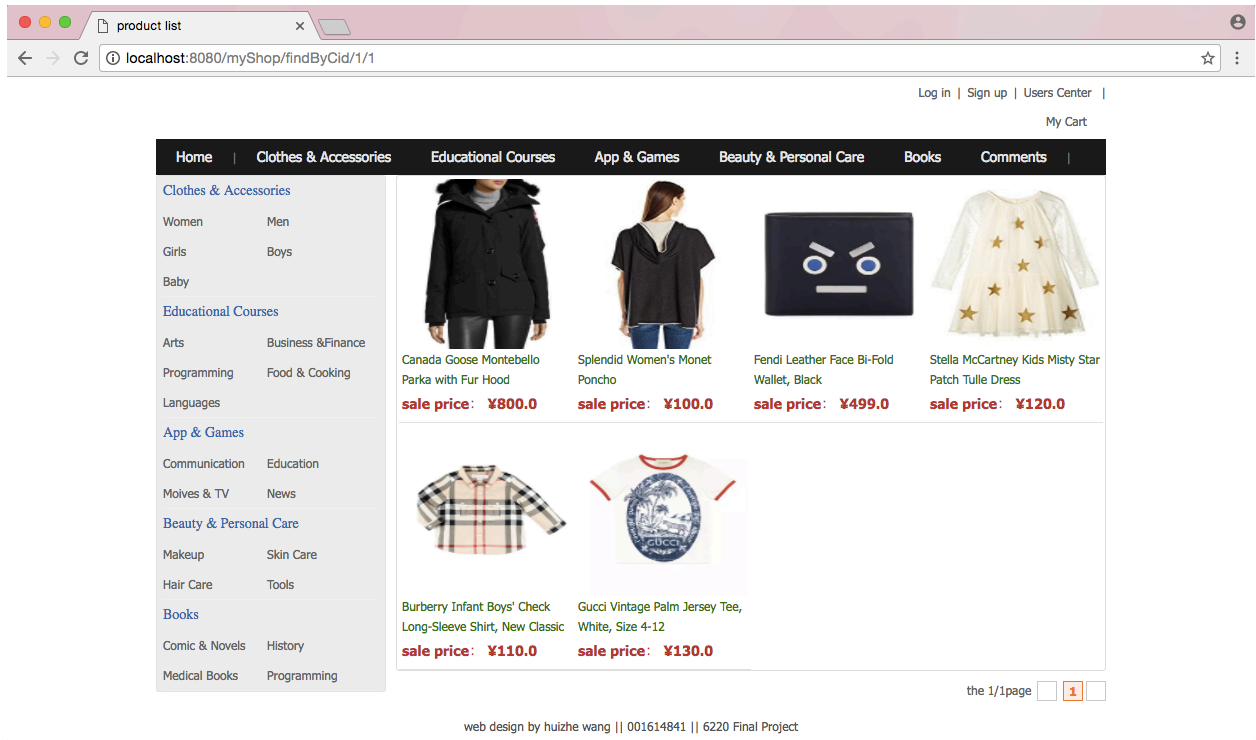 product list
localhost:8080/myShop/findByCid/1/1
Log in | Sign up | Users Center |
My Cart
Home | Clothes & Accessories Educational Courses App & Games Beauty & Personal Care Books Comments |
Clothes & Accessories
Women Men
Girls Boys
Baby
Educational Courses
Arts Business &Finance
Programming Food & Cooking
Languages
App & Games
Communication Education
Moives & TV News
Beauty & Personal Care
Makeup Skin Care
Hair Care Tools
Books
Comic & Novels History
Medical Books Programming
Canada Goose Montebello
Parka with Fur Hood
sale price: ¥800.0
Splendid Women's Monet
Poncho
sale price: ¥100.0
Fendi Leather Face Bi-Fold
Wallet, Black
sale price: ¥499.0
Stella McCartney Kids Misty Star
Patch Tulle Dress
sale price: ¥120.0
Burberry Infant Boys' Check
Long-Sleeve Shirt, New Classic
sale price: ¥110.0
GUCCI
Gucci Vintage Palm Jersey Tee,
White, Size 4-12
sale price: ¥130.0
the 1/1page 1
web design by huizhe wang || 001614841 || 6220 Final Project